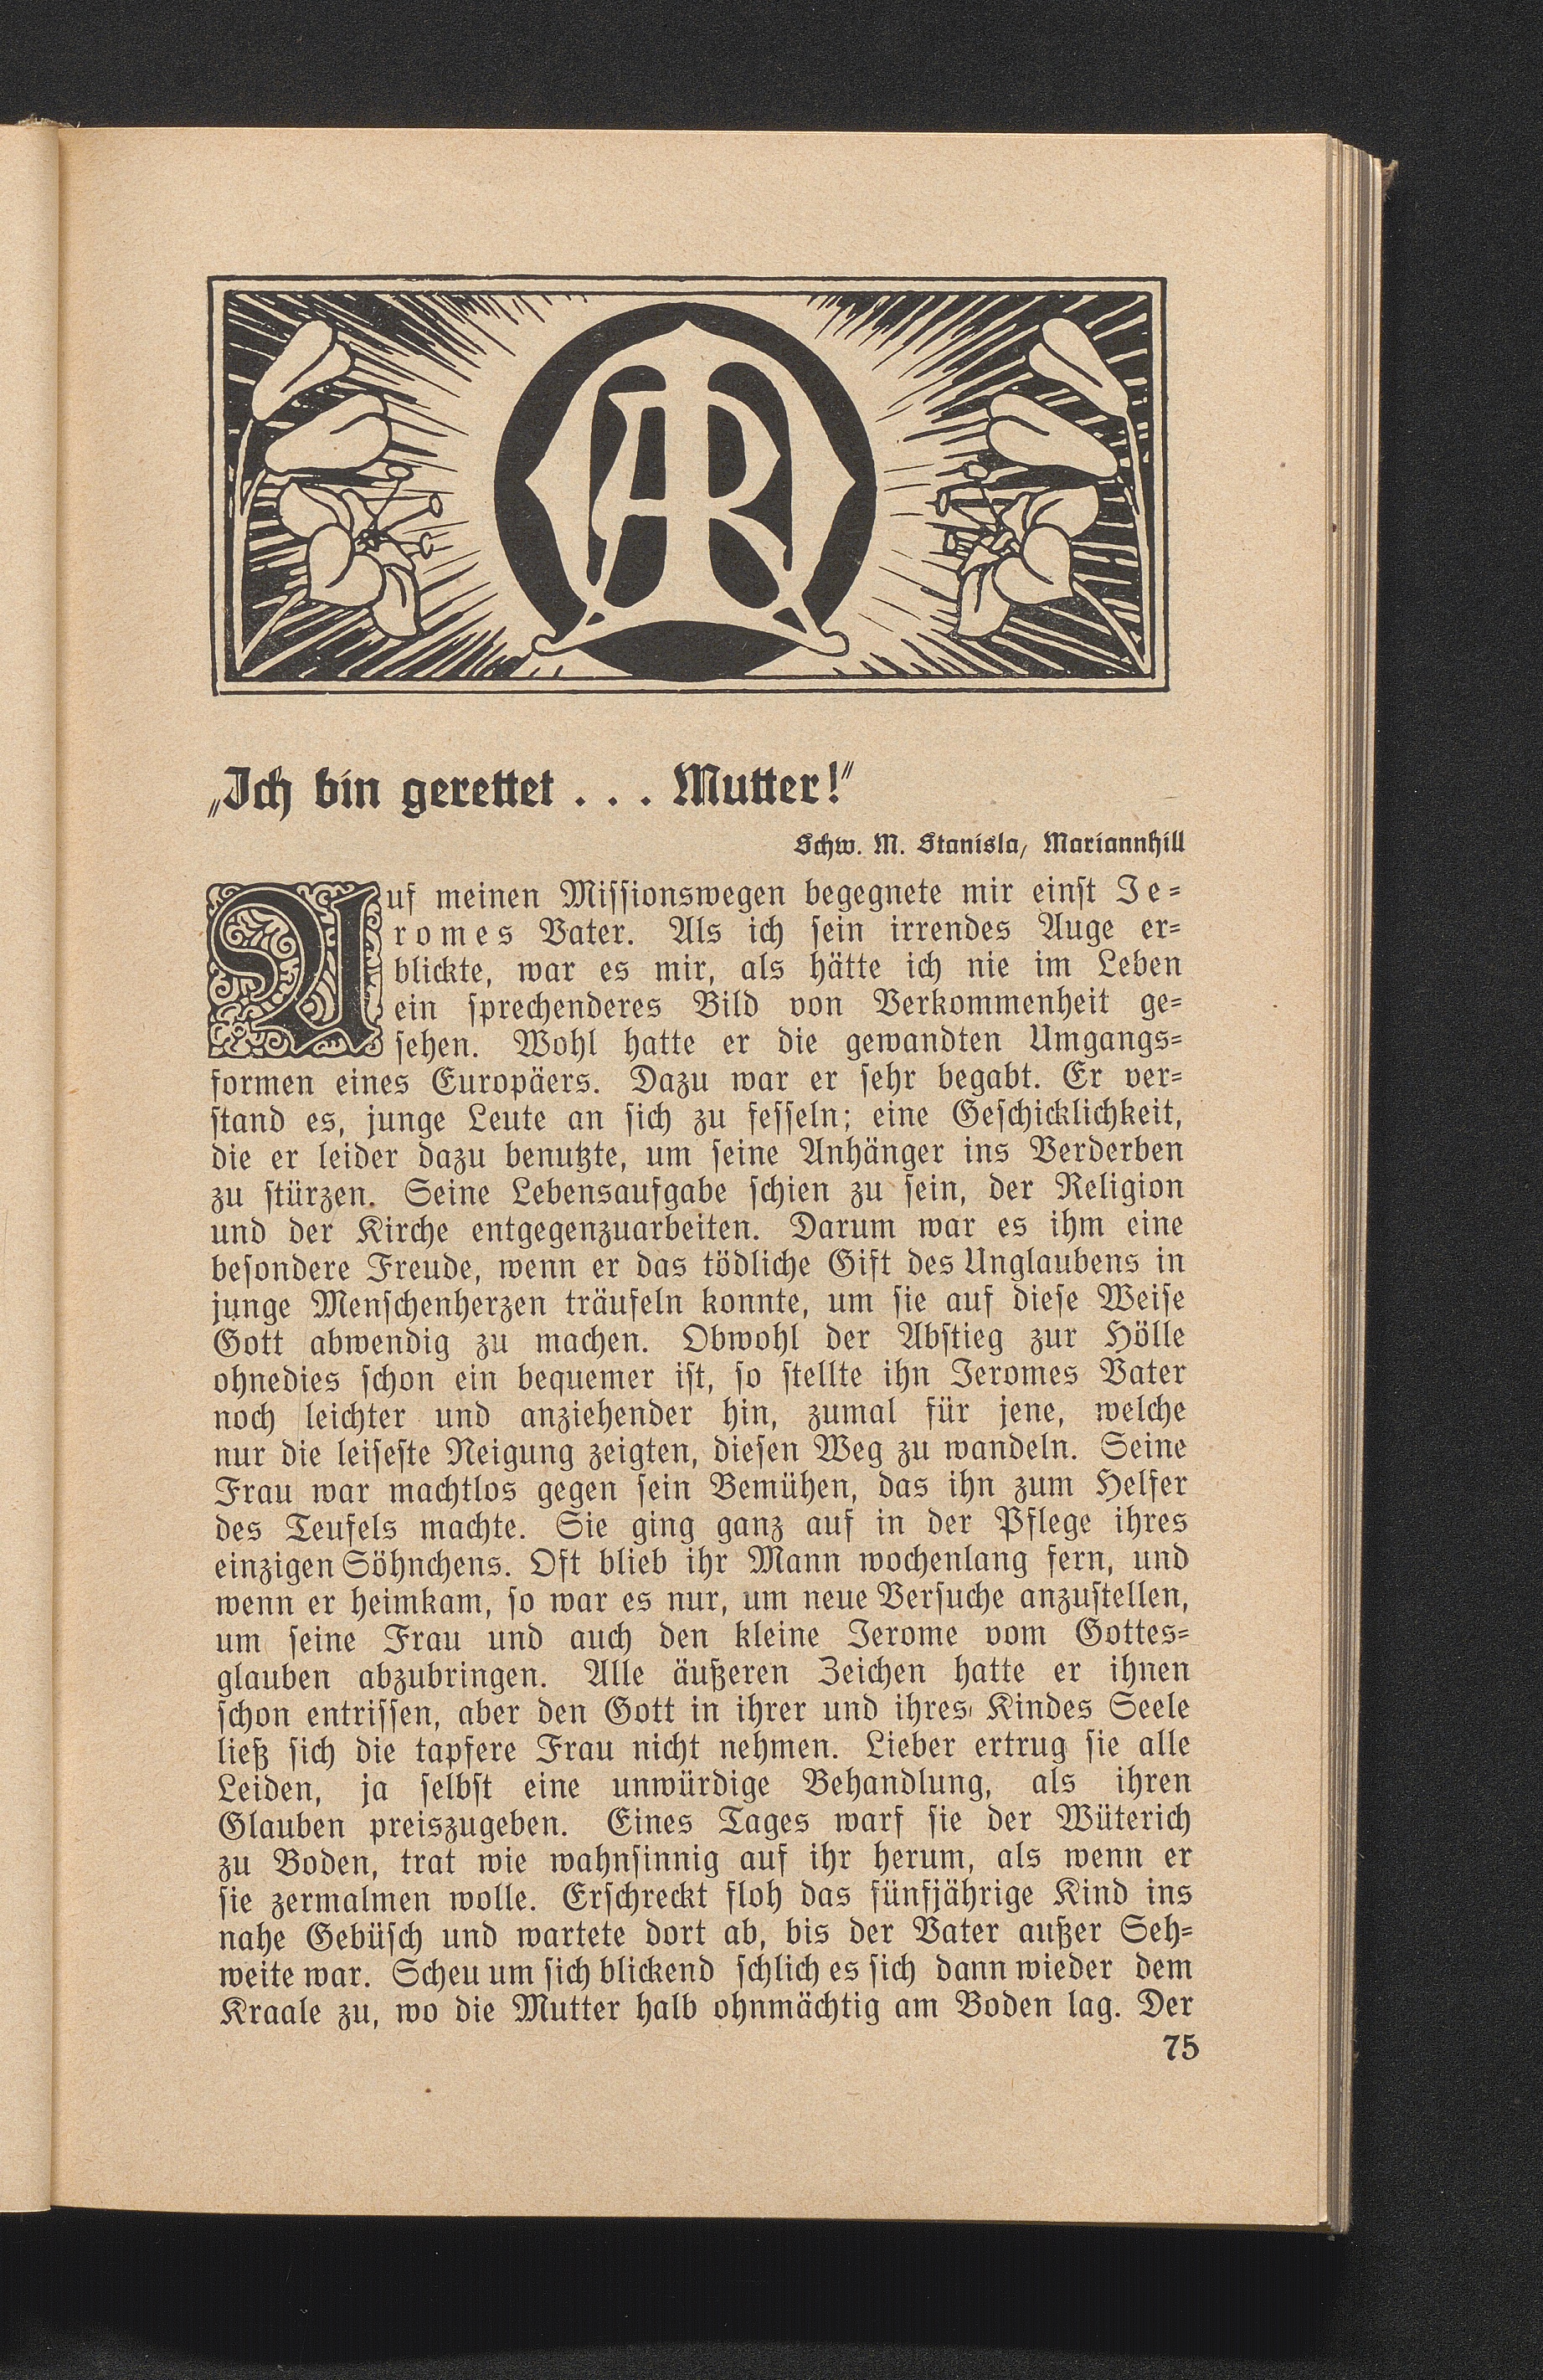 „Ich bin gerettet . . . Mutter!“
Schw. M. Stanisla, Mariannhill
Auf meinen Missionswegen begegnete mir einst Je-
romes Vater. Als ich sein irrendes Auge er-
blickte, war es mir, als hätte ich nie im Leben
ein sprechenderes Bild von Verkommenheit ge-
sehen. Wohl hatte er die gewandten Umgangs-
formen eines Europäers. Dazu war er sehr begabt. Er ver-
stand es, junge Leute an sich zu fesseln; eine Geschicklichkeit,
die er leider dazu benutzte, um seine Anhänger ins Verderben
zu stürzen. Seine Lebensaufgabe schien zu sein, der Religion
und der Kirche entgegenzuarbeiten. Darum war es ihm eine
besondere Freude, wenn er das tödliche Gift des Unglaubens in
junge Menschenherzen träufeln konnte, um sie auf diese Weise
Gott abwendig zu machen. Obwohl der Abstieg zur Hölle
ohnedies schon ein bequemer ist, so stellte ihn Jeromes Vater
noch leichter und anziehender hin, zumal für jene, welche
nur die leiseste Neigung zeigten, diesen Weg zu wandeln. Seine
Frau war machtlos gegen sein Bemühen, das ihn zum Helfer
des Teufels machte. Sie ging ganz auf in der Pflege ihres
einzigen Söhnchens. Oft blieb ihr Mann wochenlang fern, und
wenn er heimkam, so war es nur, um neue Versuche anzustellen,
um seine Frau und auch den kleine Jerome vom Gottes-
glauben abzubringen. Alle äußeren Zeichen hatte er ihnen
schon entrissen, aber den Gott in ihrer und ihres Kindes Seele
ließ sich die tapfere Frau nicht nehmen. Lieber ertrug sie alle
Leiden, ja selbst eine unwürdige Behandlung, als ihren
Glauben preiszugeben. Eines Tages warf sie der Wüterich
zu Boden, trat wie wahnsinnig auf ihr herum, als wenn er
sie zermalmen wolle. Erschreckt floh das fünfjährige Kind ins
nahe Gebüsch und wartete dort ab, bis der Vater außer Seh-
weite war. Scheu um sich blickend schlich es sich dann wieder dem
Kraale zu, wo die Mutter halb ohnmächtig am Boden lag. Der
75